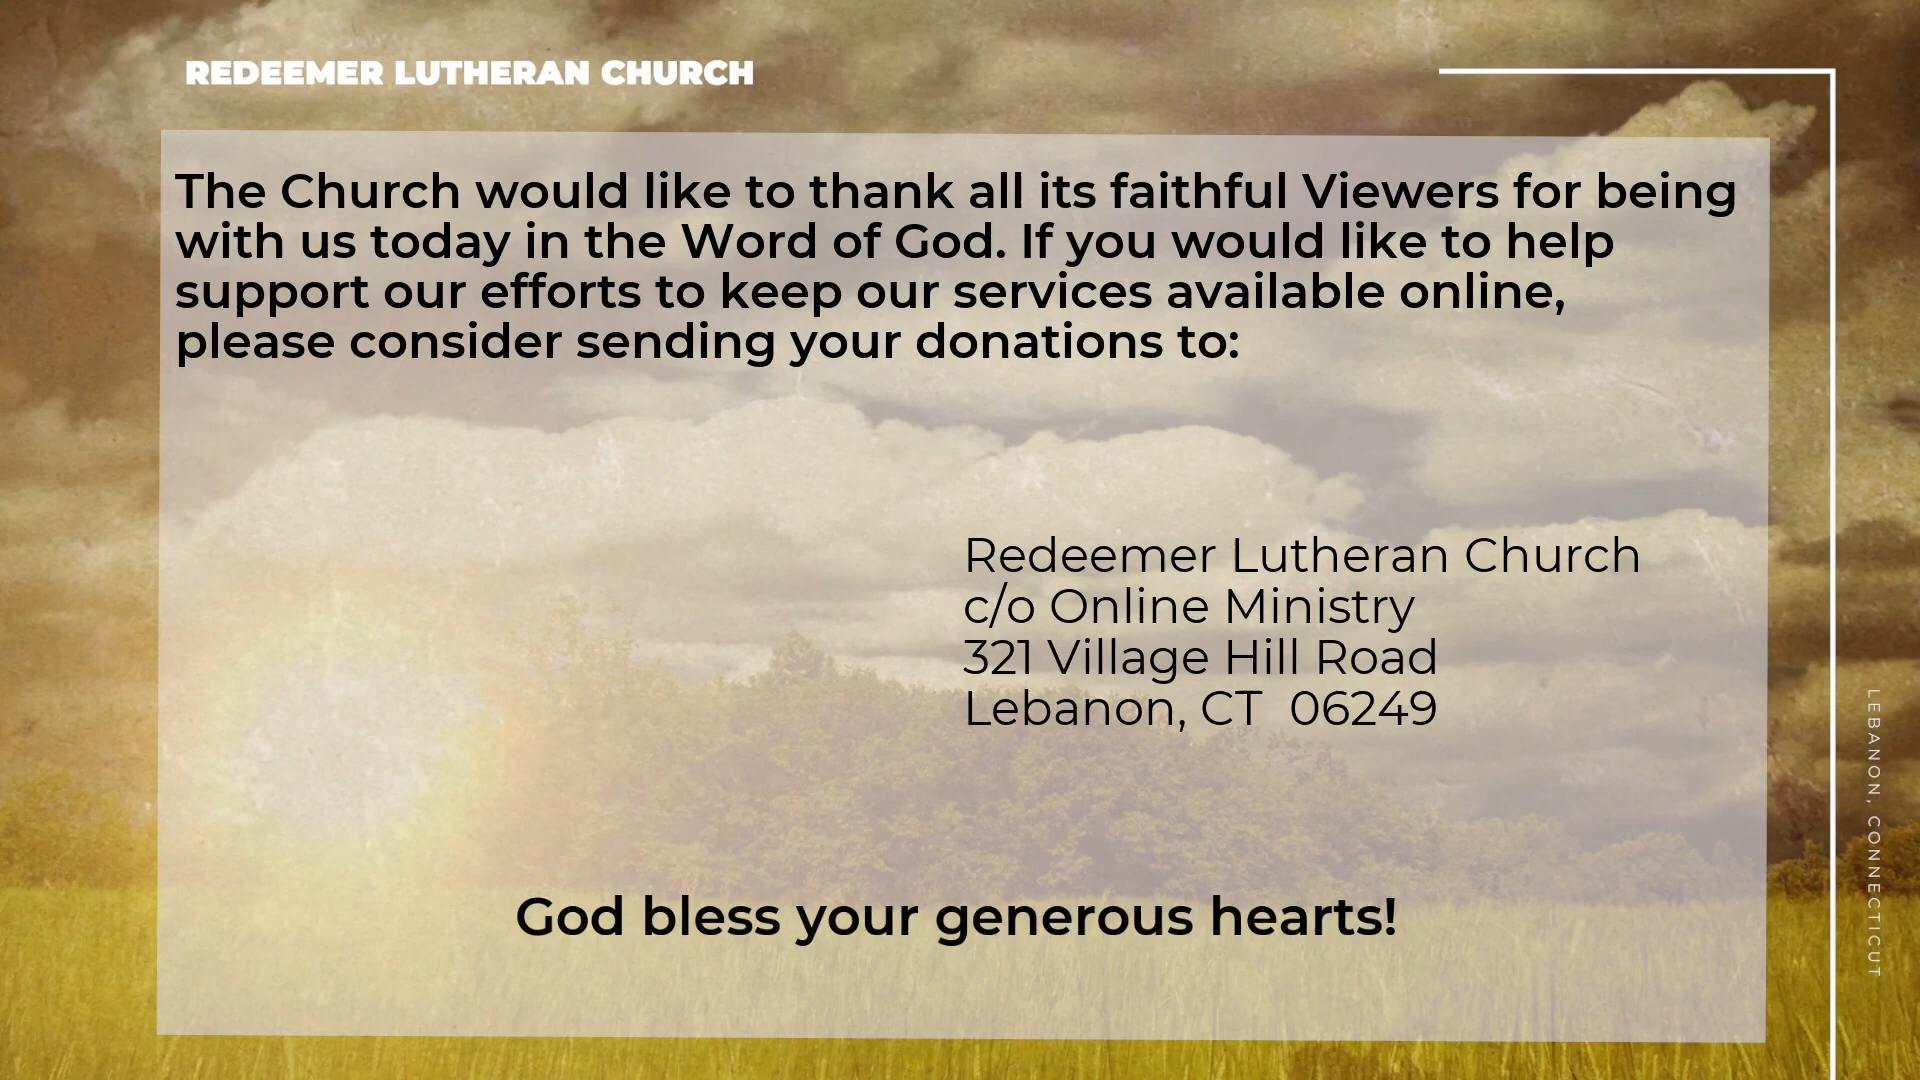 REDEEMER LUTHERAN CHURCH
The Church would like to thank all its faithful Viewers for being
with us today in the Word of God. If you would like to help
support our efforts to keep our services available online,
please consider sending your donations to:
Redeemer Lutheran Church
c/o Online Ministry
321 Village Hill Road
Lebanon, CT  06249
God bless your generous hearts!
LEBANON, CONNECTICUT